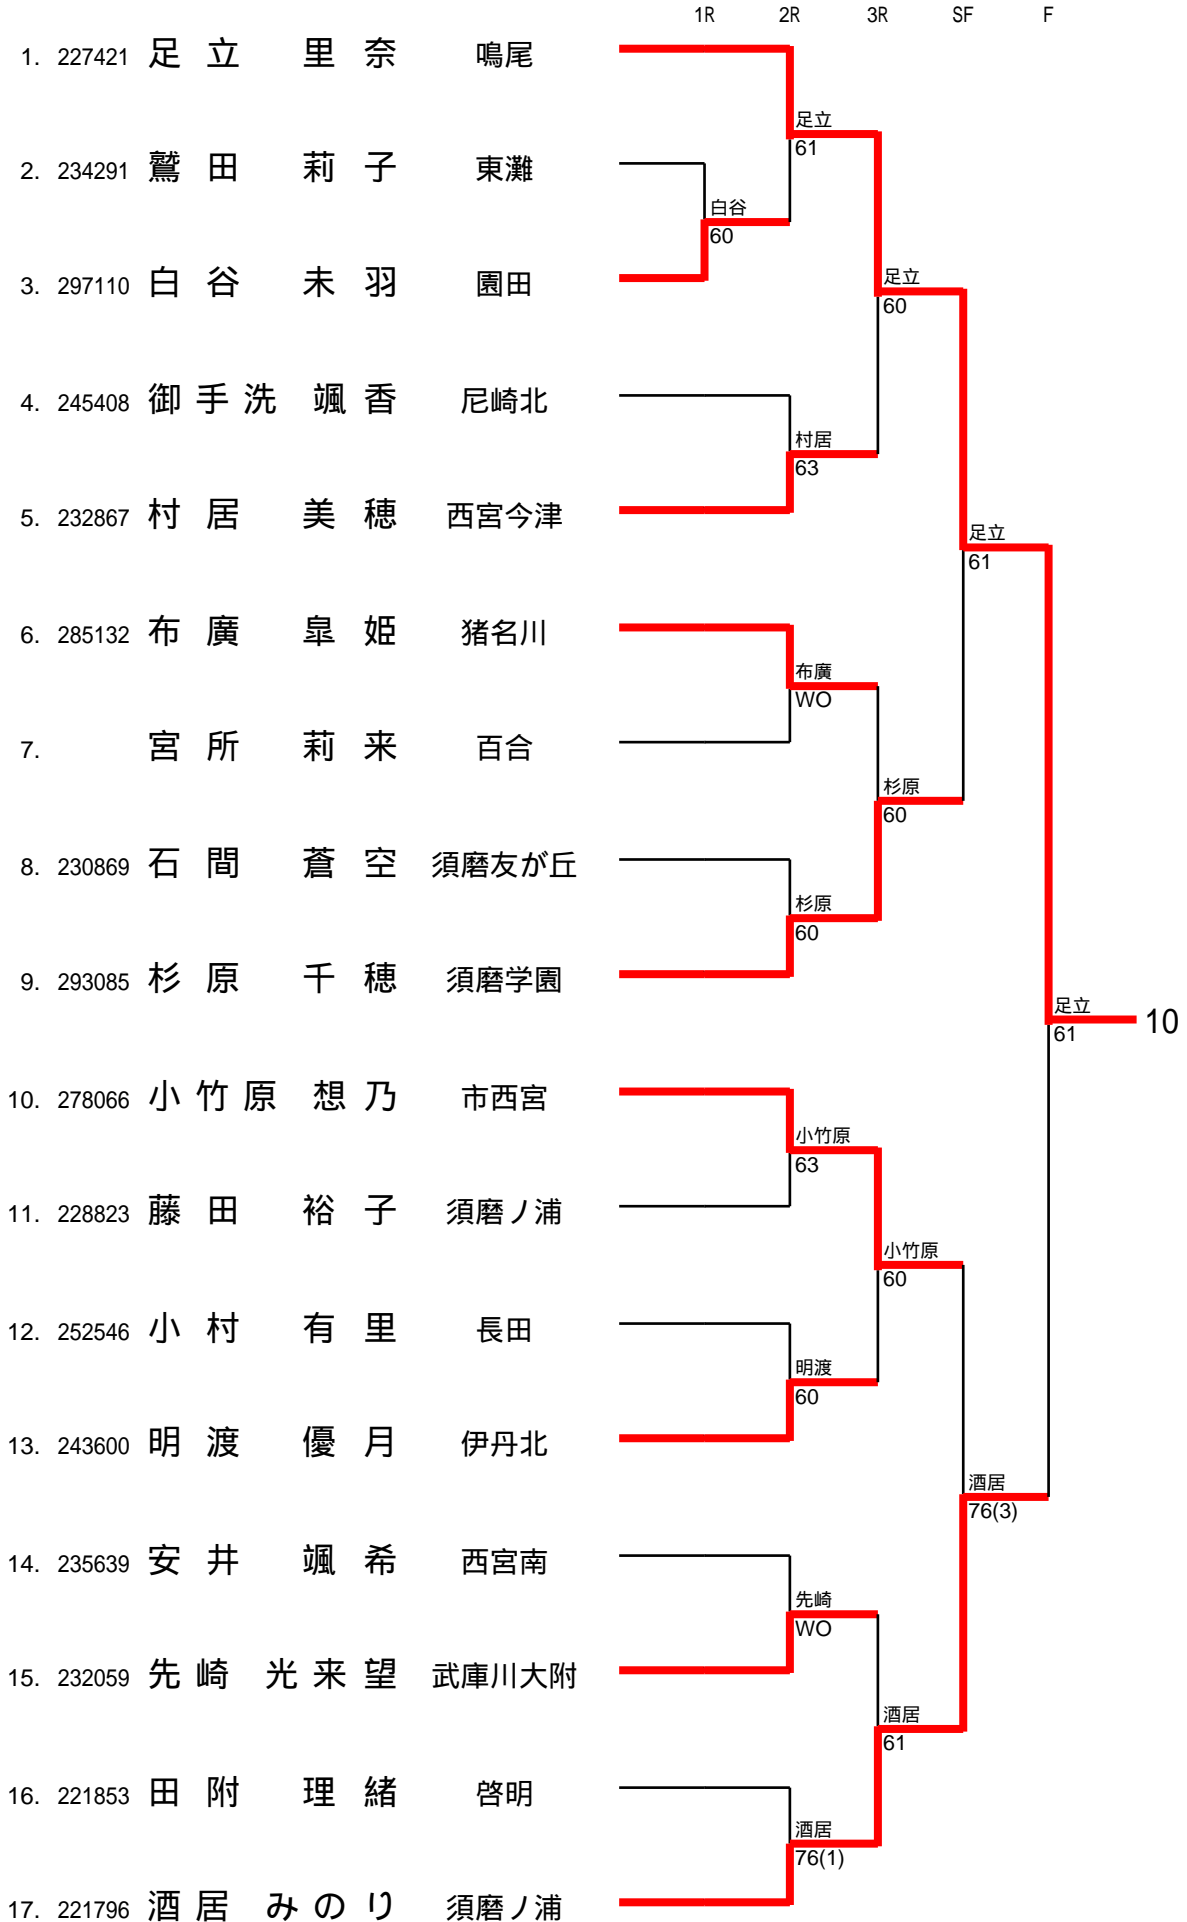 1R 2R 3R SF F
1. 227421 足立 里奈 鳴尾
足立
61
2. 234291 鷲田 莉子 東灘
白谷
60
3. 297110 白谷 未羽 園田
足立
60
4. 245408 御手洗 颯香 尼崎北
村居
63
5. 232867 村居 美穂 西宮今津
足立
61
6. 285132 布廣 皐姫 猪名川
布廣
WO
7. 宮所 莉来 百合
杉原
60
8. 230869 石間 蒼空 須磨友が丘
杉原
60
9. 293085 杉原 千穂 須磨学園
足立
61
10
10. 278066 小竹原 想乃 市西宮
小竹原
63
11. 228823 藤田 裕子 須磨ノ浦
小竹原
60
12. 252546 小村 有里 長田
明渡
60
13. 243600 明渡 優月 伊丹北
酒居
76(3)
14. 235639 安井 颯希 西宮南
先崎
WO
15. 232059 先崎 光来望 武庫川大附
酒居
61
16. 221853 田附 理緒 啓明
酒居
76(1)
17. 221796 酒居 みのり 須磨ノ浦